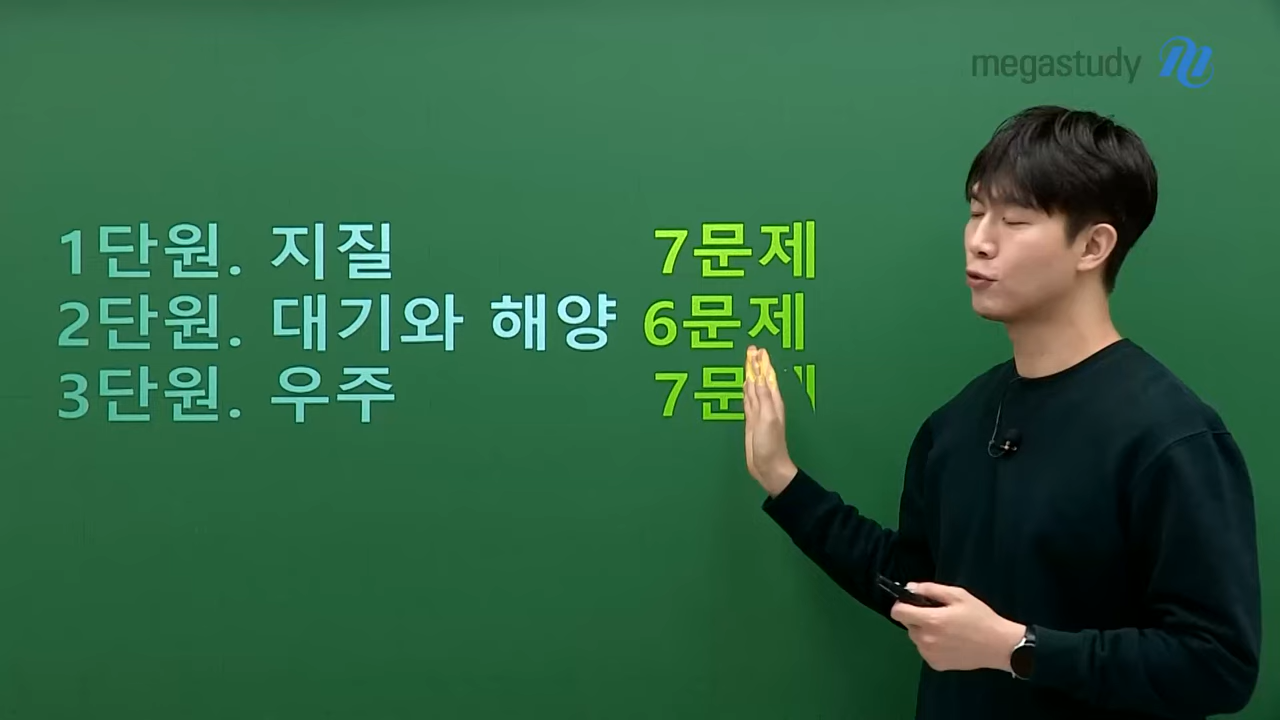 megastudy
1단원. 지질 7문제
2단원. 대기와 해양 6문제
3단원. 우주 7문